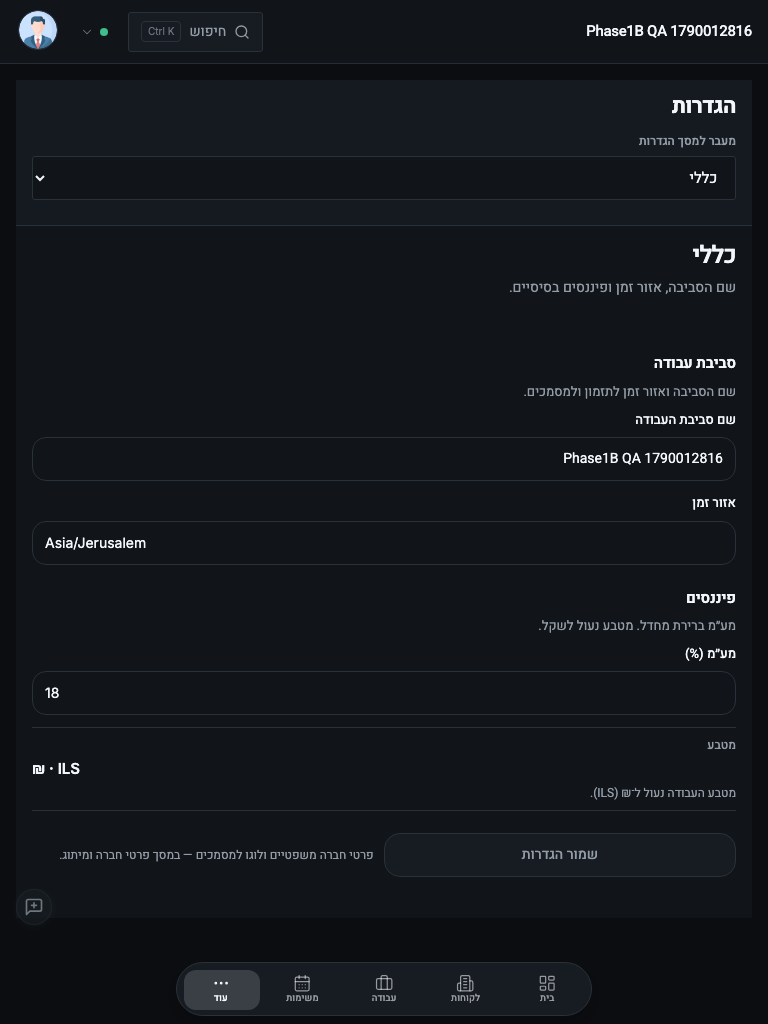 Phase1B QA 1790012816
חיפוש Ctrl K
הגדרות
מעבר למסך הגדרות
כללי
כללי
שם הסביבה, אזור זמן ופיננסים בסיסיים.
סביבת עבודה
שם הסביבה ואזור זמן לתזמון ולמסמכים.
שם סביבת העבודה
Phase1B QA 1790012816
אזור זמן
Asia/Jerusalem
פיננסים
מע״מ ברירת מחדל. מטבע נעול לשקל.
מע״מ (%)
18
מטבע
₪ · ILS
מטבע העבודה נעול ל־₪ (ILS).
שמור הגדרות
פרטי חברה משפטיים ולוגו למסמכים — במסך פרטי חברה ומיתוג.
בית
לקוחות
עבודה
משימות
עוד